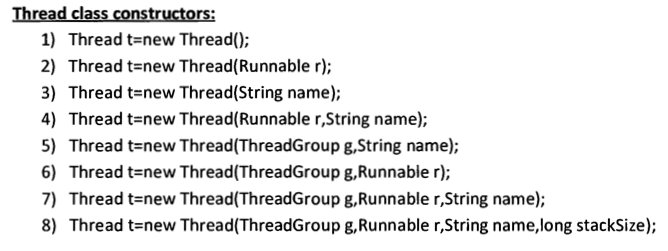 Thread class constructors:
1) Thread t=new Thread();
2) Thread t=new Thread(Runnable r);
3) Thread t=new Thread(String name);
4) Thread t=new Thread(Runnable r,String name);
5) Thread t=new Thread(ThreadGroup g,String name);
6) Thread t=new Thread(ThreadGroup g,Runnable r);
7) Thread t=new Thread(ThreadGroup g,Runnable r,String name);
8) Thread t=new Thread(ThreadGroup g,Runnable r,String name,long stackSize);